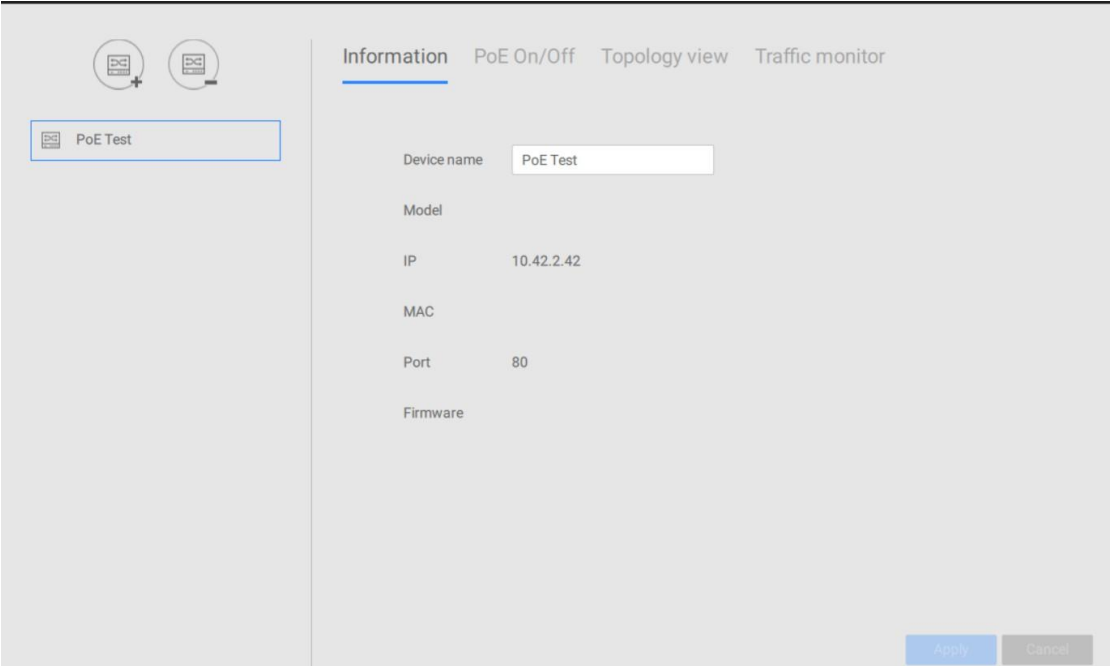 Information PoE On/Off Topology view Traffic monitor
PoE Test
Device name PoE Test
Model
IP 10.42.2.42
MAC
Port 80
Firmware
Apply Cancel